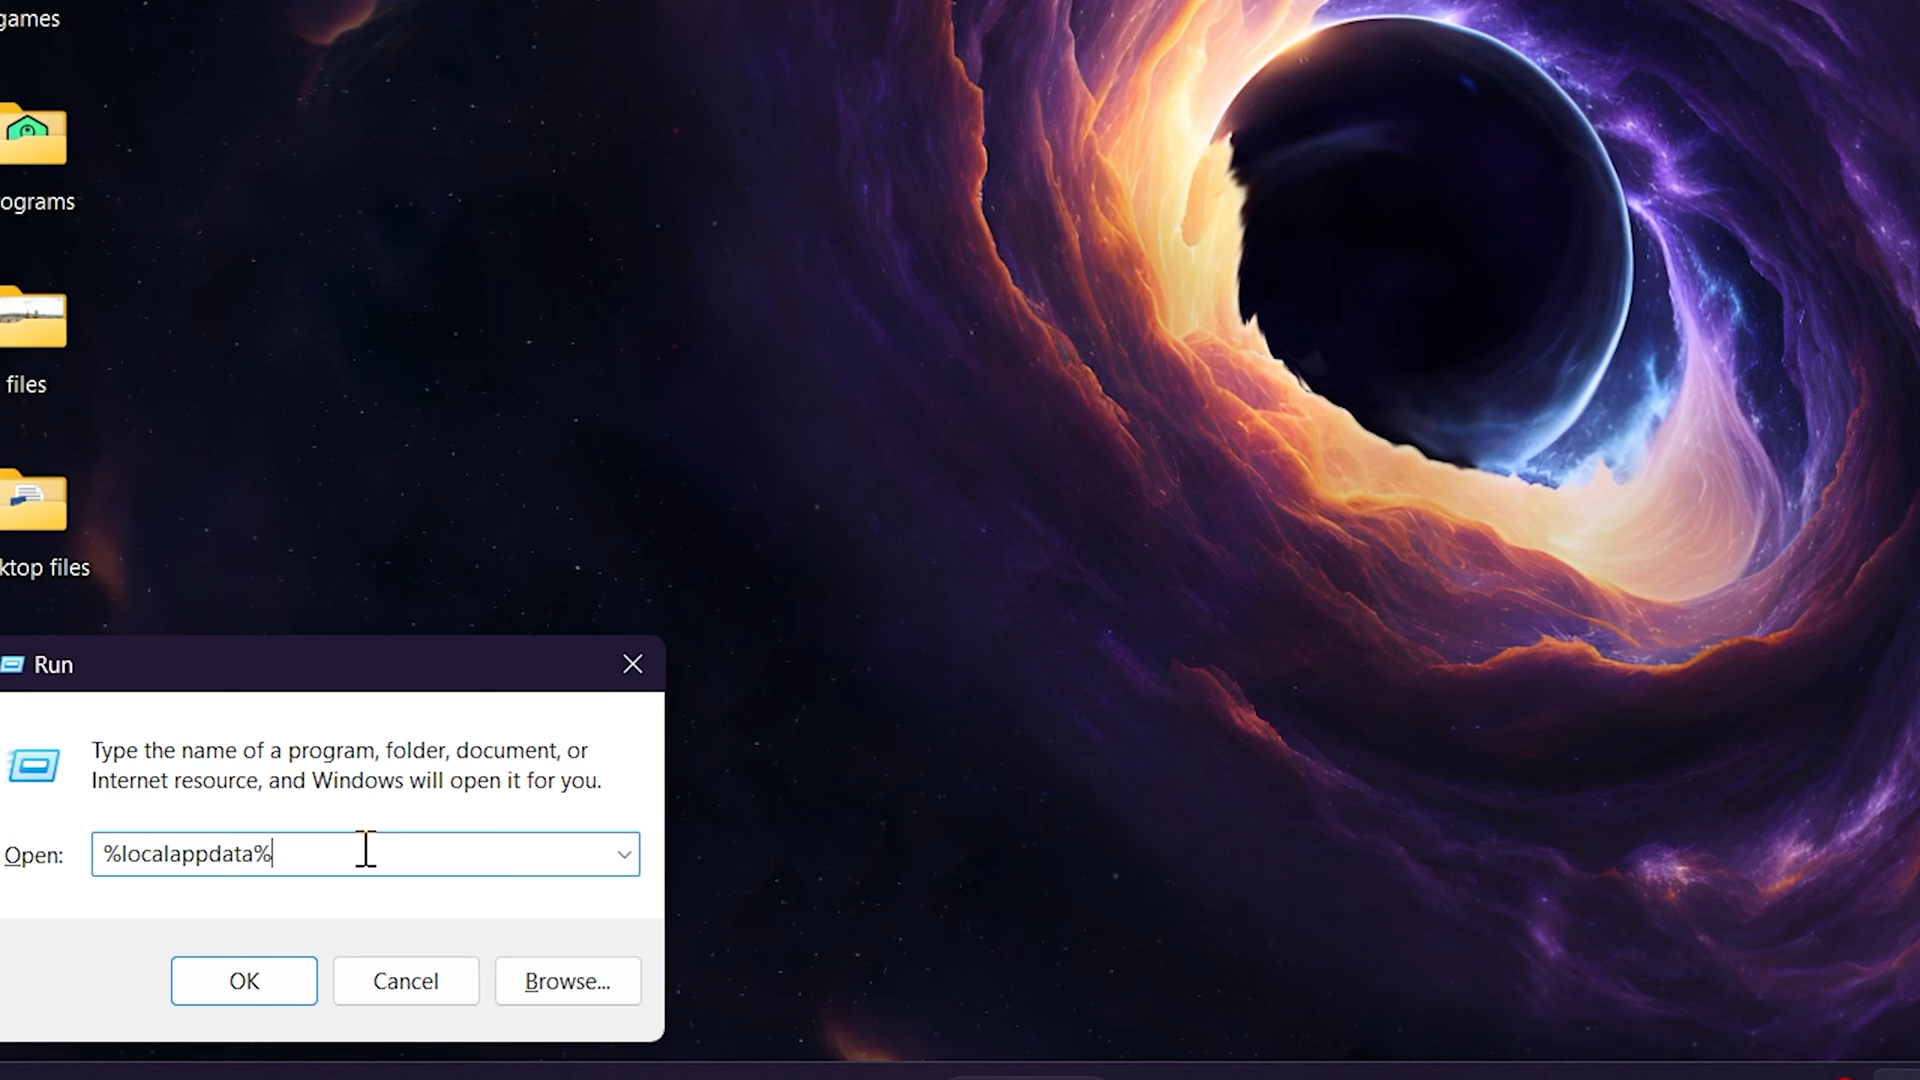 games
ograms
files
ktop files
Run
Type the name of a program, folder, document, or
Internet resource, and Windows will open it for you.
Open: %localappdata%
OK Cancel Browse...